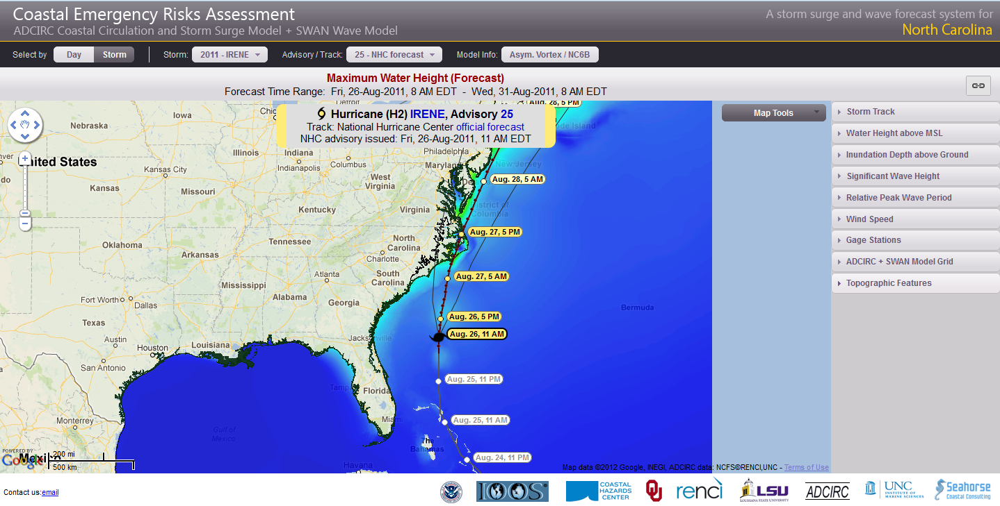 Coastal Emergency Risks Assessment
ADCIRC Coastal Circulation and Storm Surge Model + SWAN Wave Model
A storm surge and wave forecast system for
North Carolina
Select by Day Storm Storm: 2011 - IRENE Advisory / Track: 25 - NHC forecast Model Info: Asym. Vortex / NC6B
Maximum Water Height (Forecast)
Forecast Time Range: Fri, 26-Aug-2011, 8 AM EDT - Wed, 31-Aug-2011, 8 AM EDT
Hurricane (H2) IRENE, Advisory 25
Track: National Hurricane Center official forecast
NHC advisory issued: Fri, 26-Aug-2011, 11 AM EDT
Map Tools
Storm Track
Water Height above MSL
Inundation Depth above Ground
Significant Wave Height
Relative Peak Wave Period
Wind Speed
Gage Stations
ADCIRC + SWAN Model Grid
Topographic Features
Detroit
Aug. 28, 5 PM
Iowa
Nebraska
Illinois
Indiana
Philadelphia
United States
Indianapolis
Columbus
Maryland
New Jersey
Kansas City
West
Virginia
Aug. 28, 5 AM
Kansas
Missouri
Kentucky
Virginia
District of
Columbia
Aug. 27, 5 PM
Oklahoma
Tennessee
North
Carolina
Arkansas
Charlotte
Atlanta
South
Carolina
Aug. 27, 5 AM
Mississippi
Alabama
Georgia
Fort Worth
Dallas
Bermuda
Texas
Aug. 26, 5 PM
Austin
Houston
Louisiana
Jacksonville
Aug. 26, 11 AM
San Antonio
Aug. 25, 11 PM
Tampa
Florida
Monterrey
Miami
Aug. 25, 11 AM
Gulf of
Mexico
The
Bahamas
Aug. 24, 11 PM
Havana
POWERED BY
Google
Mexico
200 mi
500 km
Map data ©2012 Google, INEGI, ADCIRC data: NCFS©RENCI,UNC - Terms of Use
Contact us:email
IOOS
COASTAL
HAZARDS
CENTER
OU
renci
LSU
LOUISIANA STATE UNIVERSITY
ADCIRC
UNC
INSTITUTE OF
MARINE SCIENCES
Seahorse
Coastal Consulting